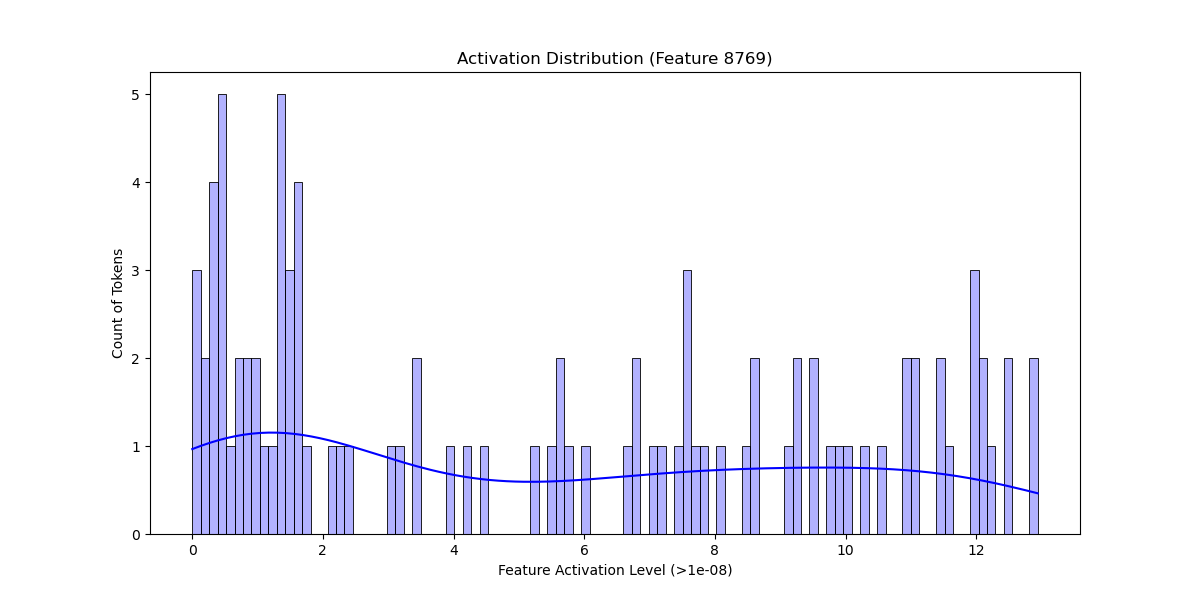 Activation Distribution (Feature 8769)
Count of Tokens
5
4
3
2
1
0
0 2 4 6 8 10 12
Feature Activation Level (>1e-08)